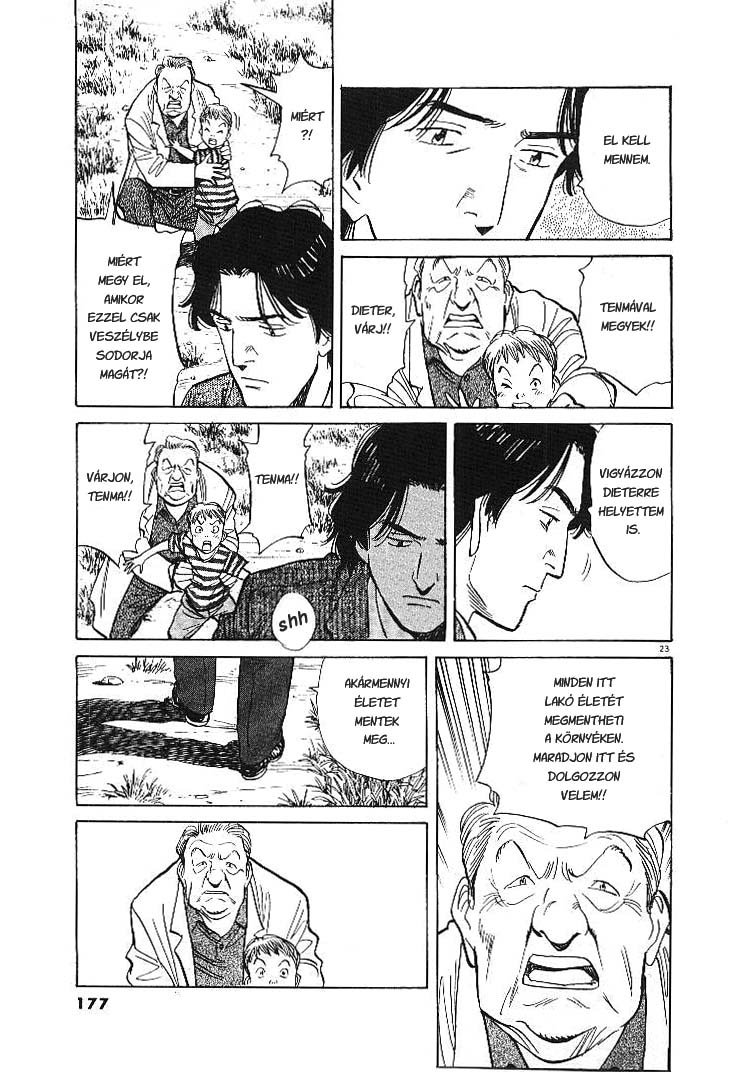 EL KELL
MENNEM.
MIÉRT
?!
MIÉRT
MEGY EL,
AMIKOR
EZZEL CSAK
VESZÉLYBE
SODORJA
MAGÁT?!
TENMÁVAL
MEGYEK!!
DIETER,
VÁRJ!!
VIGYÁZZON
DIETERRE
HELYETTEM
IS.
TENMA!!
VÁRJON,
TENMA!!
shh
23
MINDEN ITT
LAKÓ ÉLETÉT
MEGMENTHETI
A KÖRNYÉKEN.
MARADJON ITT ÉS
DOLGOZZON
VELEM!!
AKÁRMENNYI
ÉLETET
MENTEK
MEG...
177